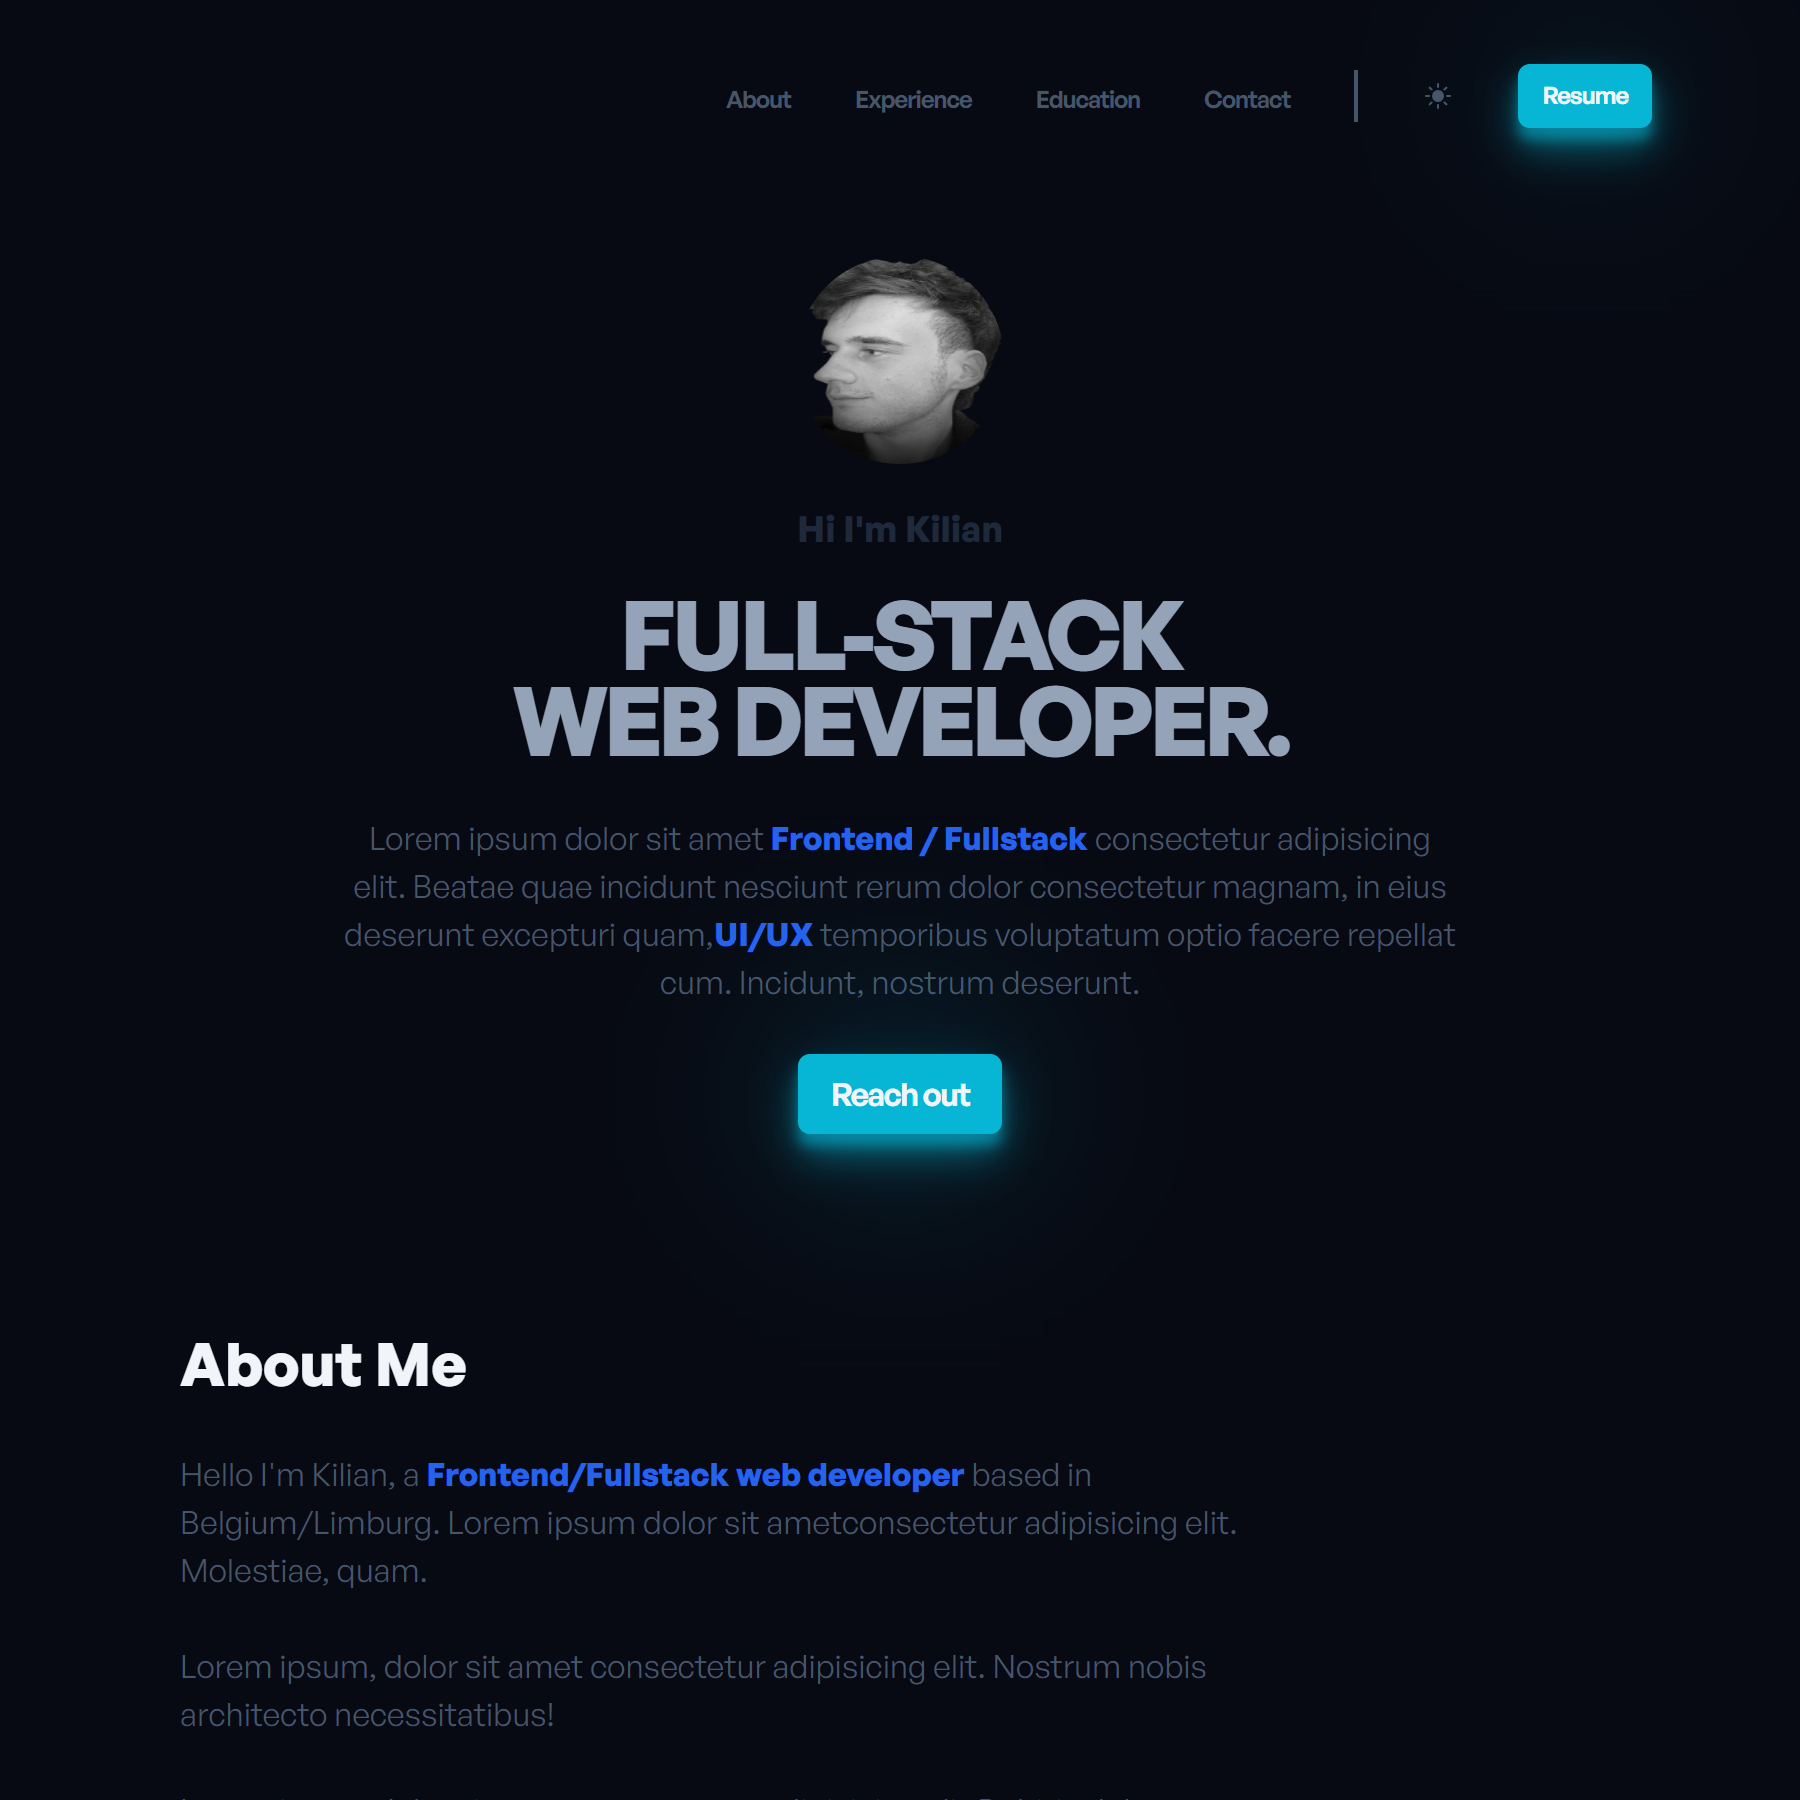 About Experience Education Contact Resume
Hi I'm Kilian
FULL-STACK
WEB DEVELOPER.
Lorem ipsum dolor sit amet Frontend / Fullstack consectetur adipisicing
elit. Beatae quae incidunt nesciunt rerum dolor consectetur magnam, in eius
deserunt excepturi quam,UI/UX temporibus voluptatum optio facere repellat
cum. Incidunt, nostrum deserunt.
Reach out
About Me
Hello I'm Kilian, a Frontend/Fullstack web developer based in
Belgium/Limburg. Lorem ipsum dolor sit ametconsectetur adipisicing elit.
Molestiae, quam.
Lorem ipsum, dolor sit amet consectetur adipisicing elit. Nostrum nobis
architecto necessitatibus!